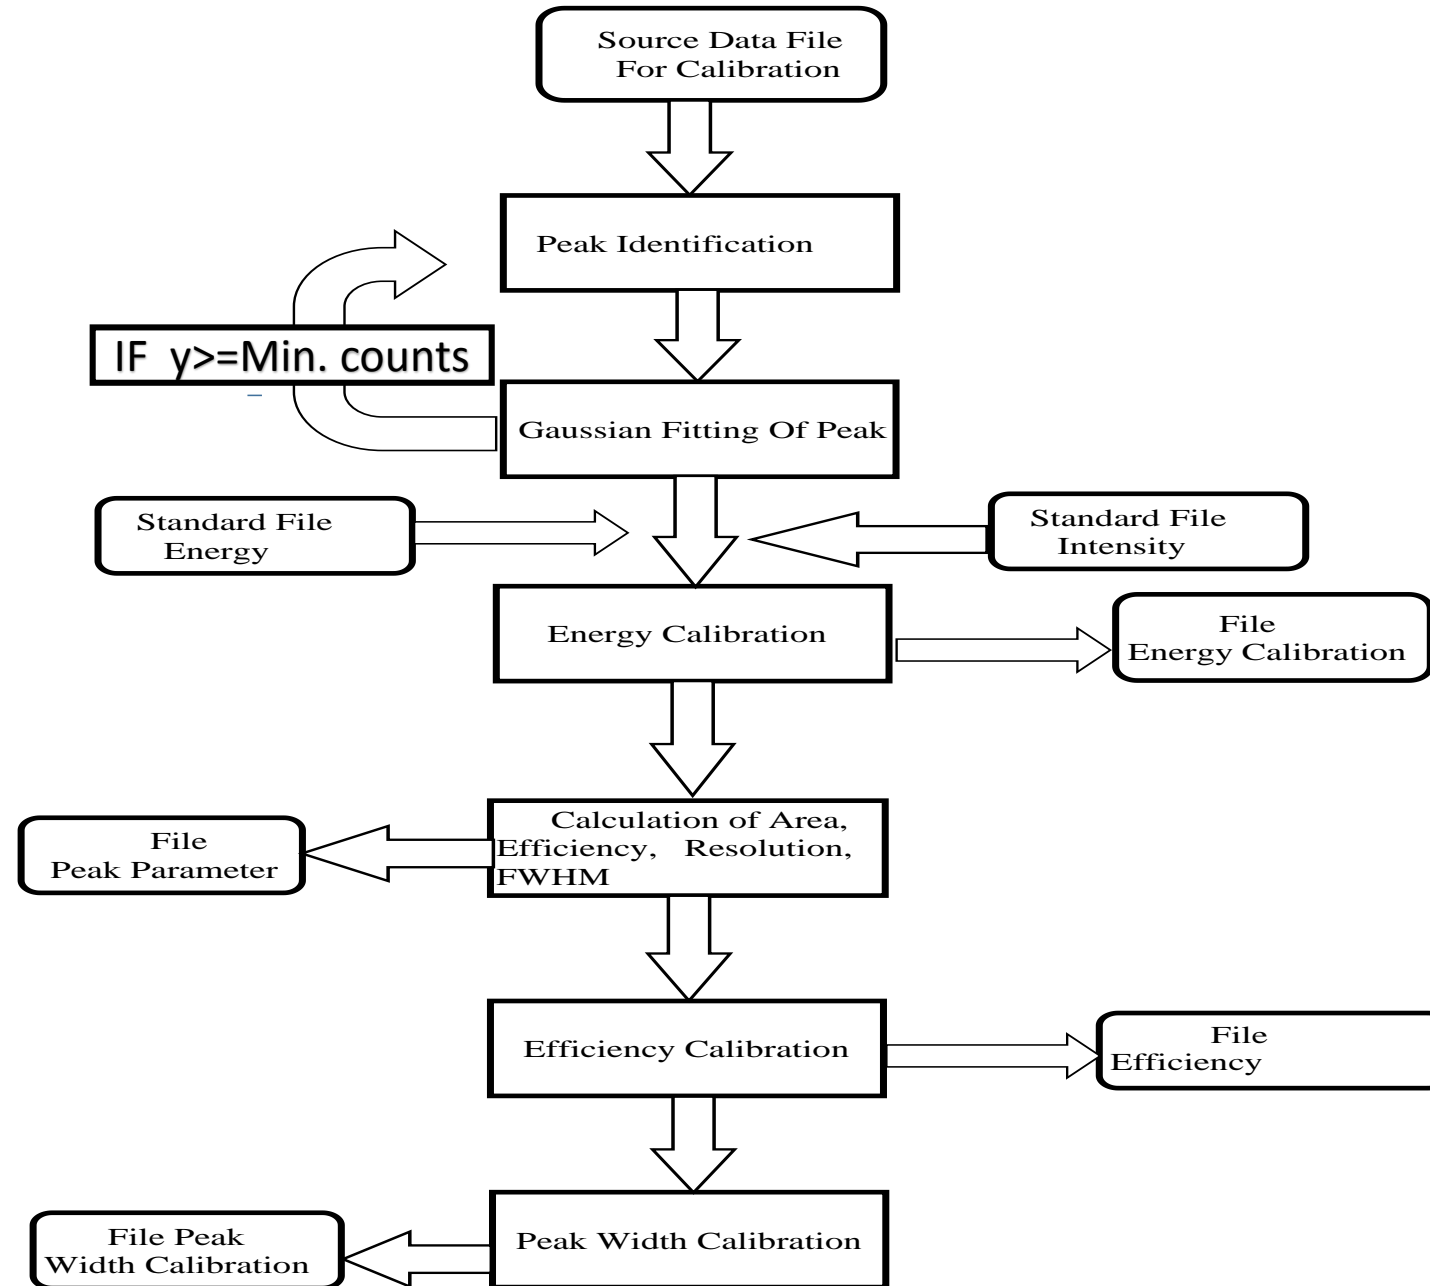 Source Data File
For Calibration
Peak Identification
IF y>=Min. counts
Gaussian Fitting Of Peak
Standard File
Energy
Standard File
Intensity
Energy Calibration
File
Energy Calibration
Calculation of Area,
Efficiency, Resolution,
FWHM
File
Peak Parameter
Efficiency Calibration
File
Efficiency
Peak Width Calibration
File Peak
Width Calibration